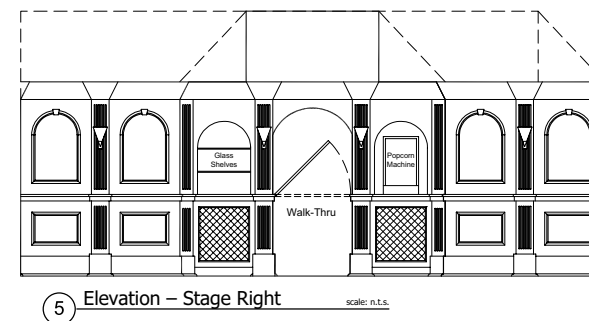 Glass
Shelves
Popcorn
Machine
Walk-Thru
5
Elevation – Stage Right
scale: n.t.s.